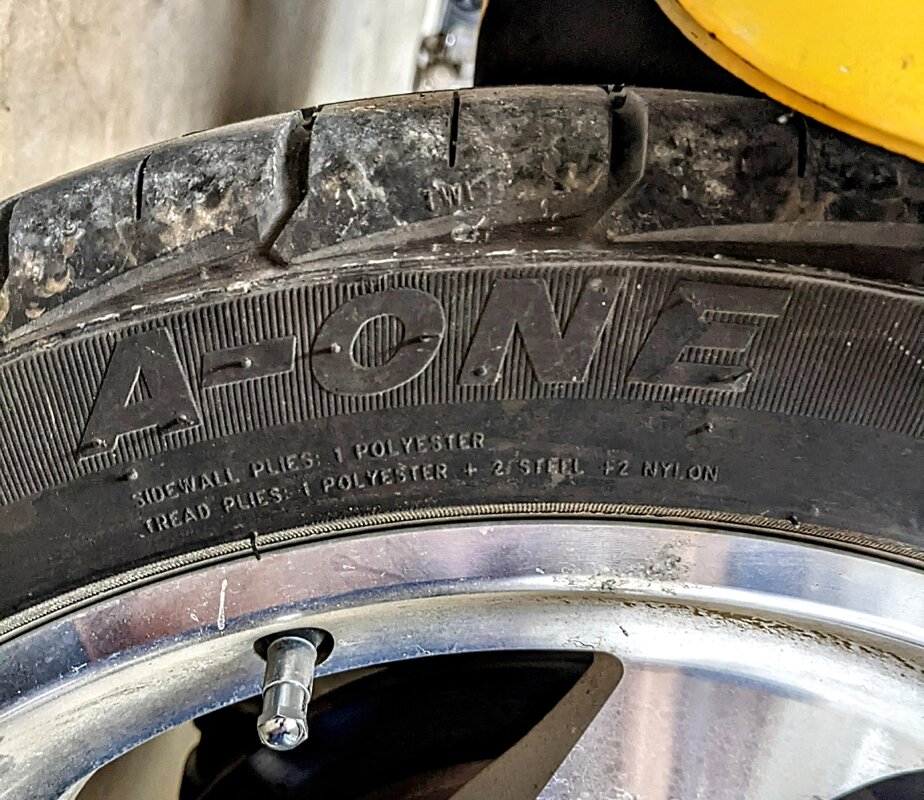 TWI
A-ONE
SIDEWALL PLIES: 1 POLYESTER
TREAD PLIES: 1 POLYESTER + 2 STEEL +2 NYLON